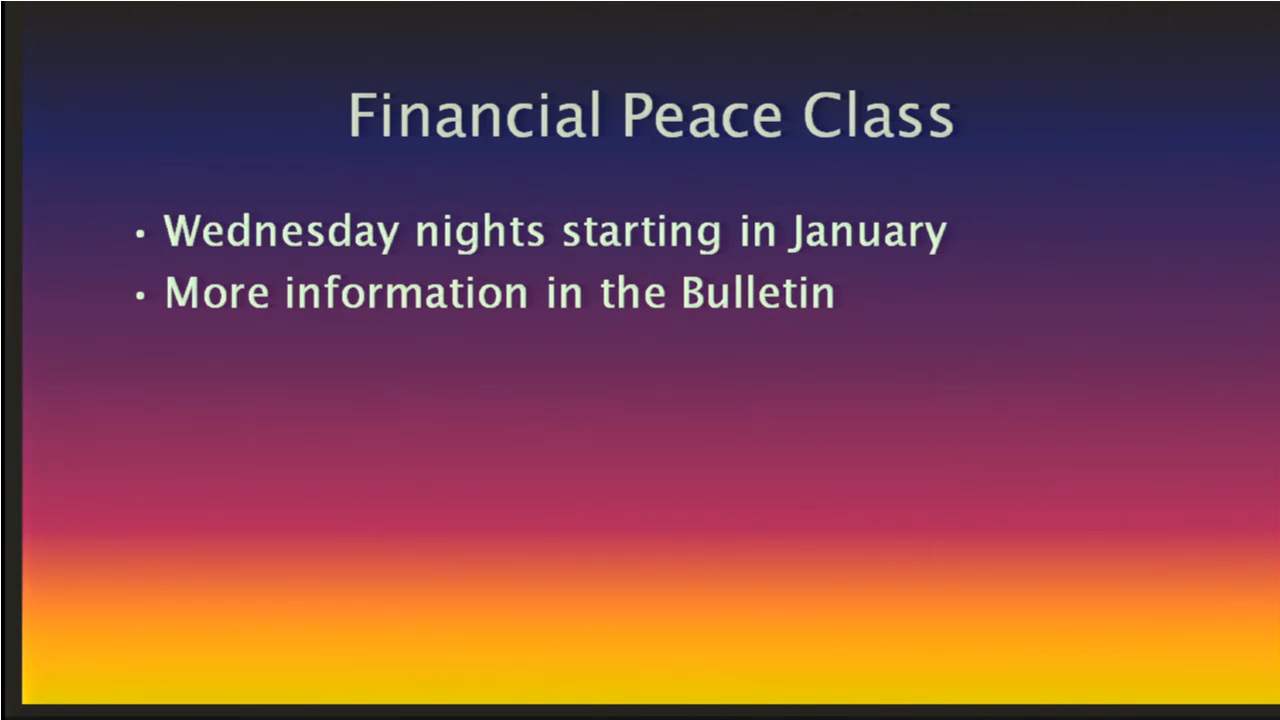 Financial Peace Class
• Wednesday nights starting in January
• More information in the Bulletin